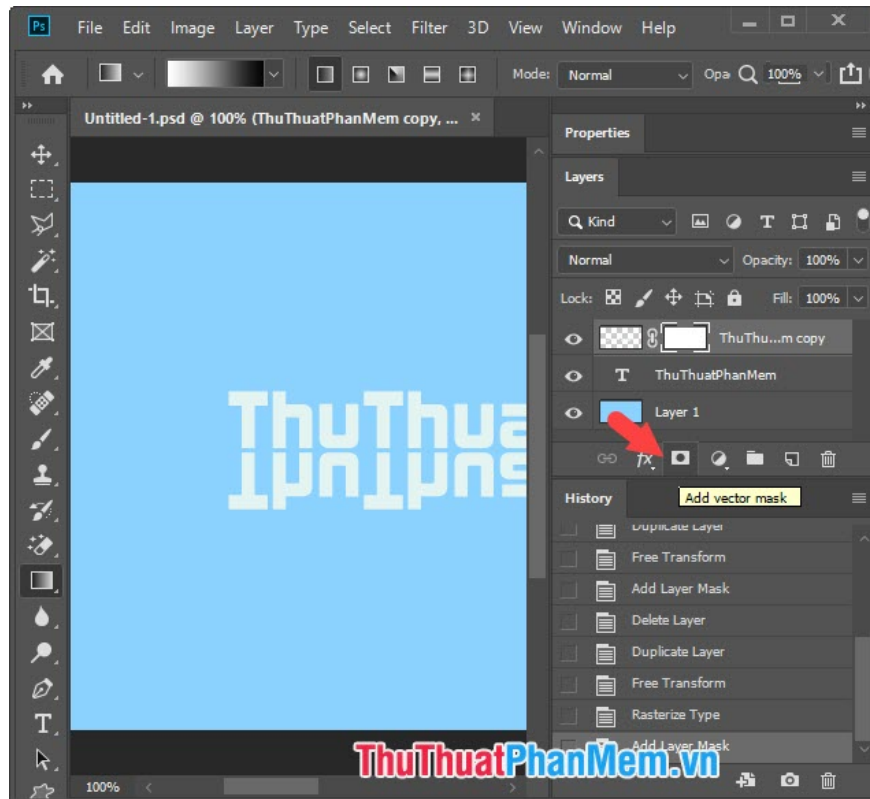 Ps File Edit Image Layer Type Select Filter 3D View Window Help
Mode: Normal Opa 100%
Untitled-1.psd @ 100% (ThuThuatPhanMem copy, ... ×
Properties
Layers
Kind
Normal Opacity: 100%
Lock: Fill: 100%
ThuThu...m copy
T ThuThuatPhanMem
Layer 1
fx
Add vector mask
History
Duplicate Layer
Free Transform
Add Layer Mask
Delete Layer
Duplicate Layer
Free Transform
Rasterize Type
Add Layer Mask
ThuThua
ThuThuatPhanMem.vn
100%